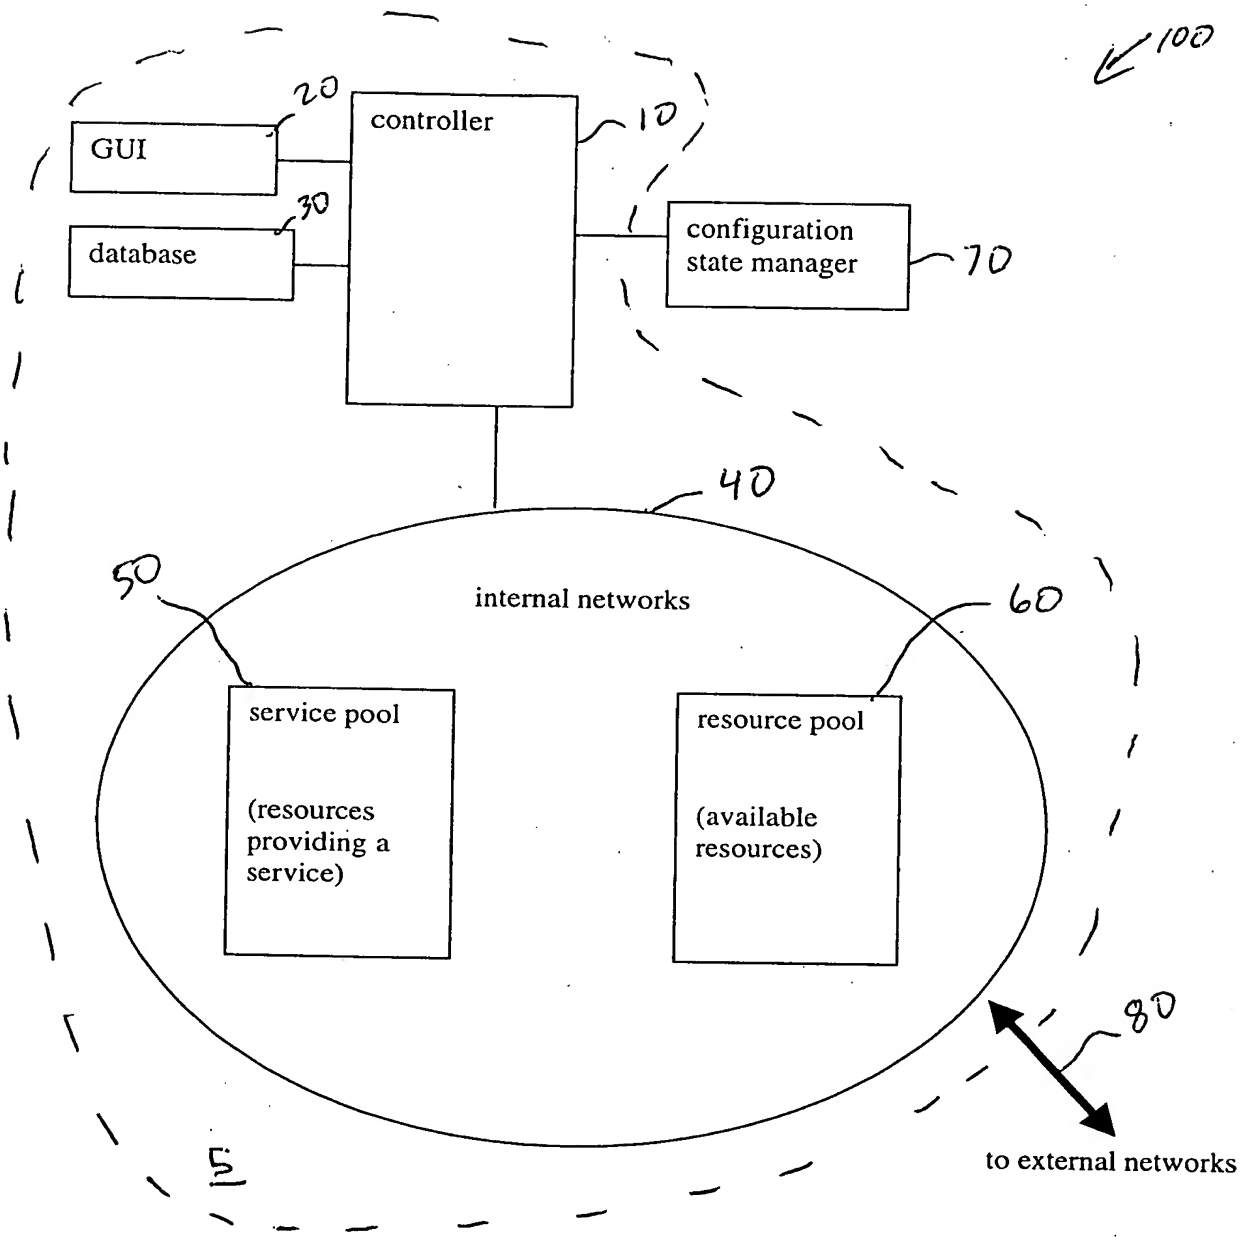 100
20
controller
10
GUI
30
database
configuration
state manager
70
40
50
internal networks
60
service pool
resource pool
(resources
providing a
service)
(available
resources)
80
5
to external networks